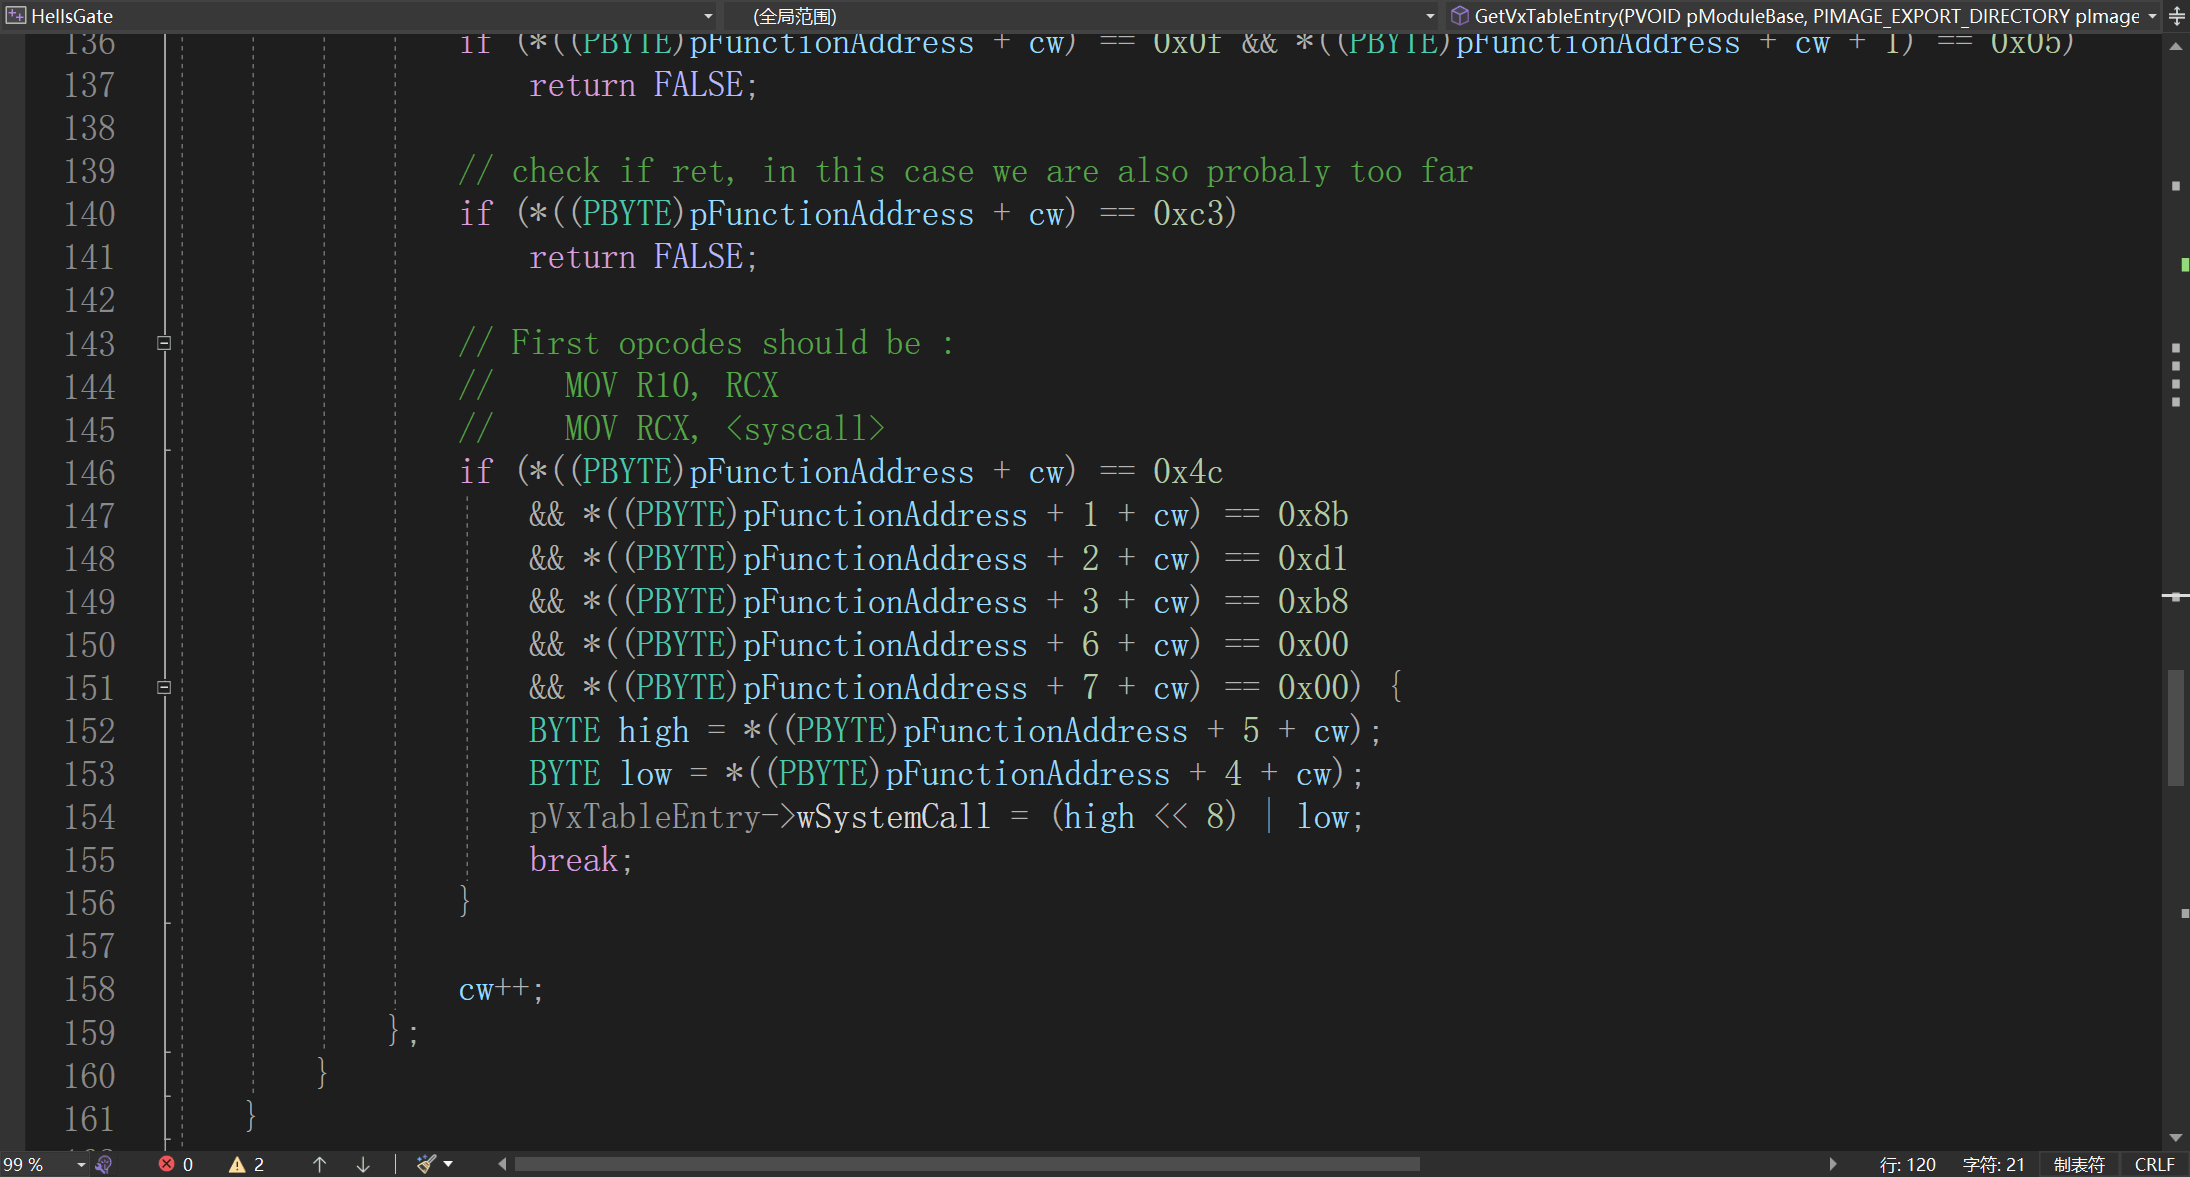 HellsGate (全局范围) GetVxTableEntry(PVOID pModuleBase, PIMAGE_EXPORT_DIRECTORY pImage
136 if (*((PBYTE)pFunctionAddress + cw) == 0x0f && *((PBYTE)pFunctionAddress + cw + 1) == 0x05)
137 return FALSE;
138
139 // check if ret, in this case we are also probaly too far
140 if (*((PBYTE)pFunctionAddress + cw) == 0xc3)
141 return FALSE;
142
143 // First opcodes should be :
144 //    MOV R10, RCX
145 //    MOV RCX, <syscall>
146 if (*((PBYTE)pFunctionAddress + cw) == 0x4c
147 && *((PBYTE)pFunctionAddress + 1 + cw) == 0x8b
148 && *((PBYTE)pFunctionAddress + 2 + cw) == 0xd1
149 && *((PBYTE)pFunctionAddress + 3 + cw) == 0xb8
150 && *((PBYTE)pFunctionAddress + 6 + cw) == 0x00
151 && *((PBYTE)pFunctionAddress + 7 + cw) == 0x00) {
152 BYTE high = *((PBYTE)pFunctionAddress + 5 + cw);
153 BYTE low = *((PBYTE)pFunctionAddress + 4 + cw);
154 pVxTableEntry->wSystemCall = (high << 8) | low;
155 break;
156 }
157
158 cw++;
159 };
160 }
161 }
99 % 0 2 行: 120 字符: 21 制表符 CRLF